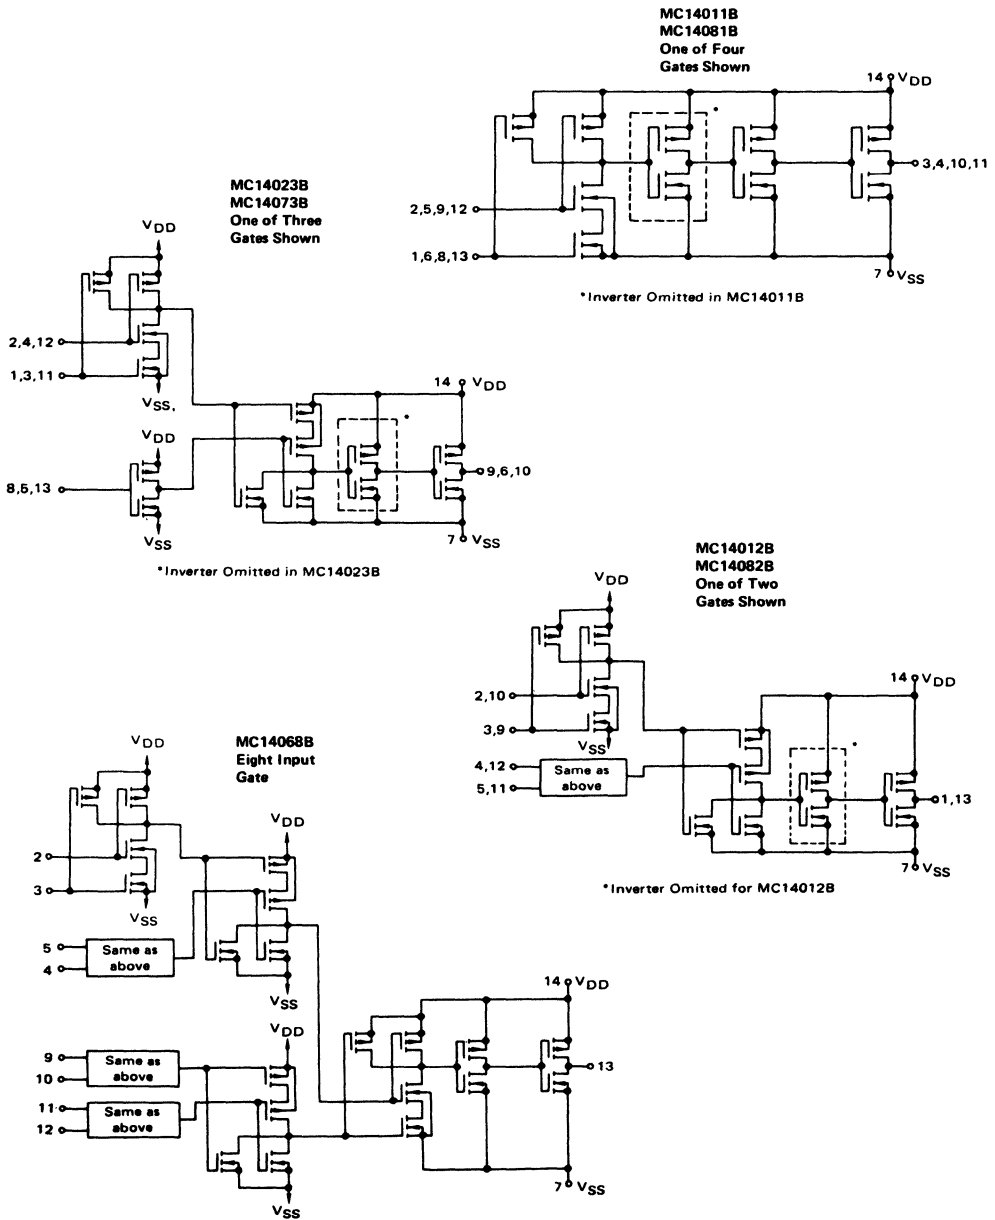 MC14011B
MC14081B
One of Four
Gates Shown
14
VDD
3,4,10,11
2,5,9,12
1,6,8,13
7
VSS
*
*Inverter Omitted in MC14011B
MC14023B
MC14073B
One of Three
Gates Shown
VDD
2,4,12
1,3,11
VSS.
VDD
8,5,13
VSS
14
VDD
*
9,6,10
7
VSS
*Inverter Omitted in MC14023B
MC14012B
MC14082B
One of Two
Gates Shown
VDD
2,10
3,9
VSS
4,12
5,11
Same as
above
14
VDD
*
1,13
7
VSS
*Inverter Omitted for MC14012B
MC14068B
Eight Input
Gate
VDD
2
3
VSS
5
4
Same as
above
VDD
VSS
9
10
Same as
above
11
12
Same as
above
VDD
VSS
14
VDD
13
7
VSS